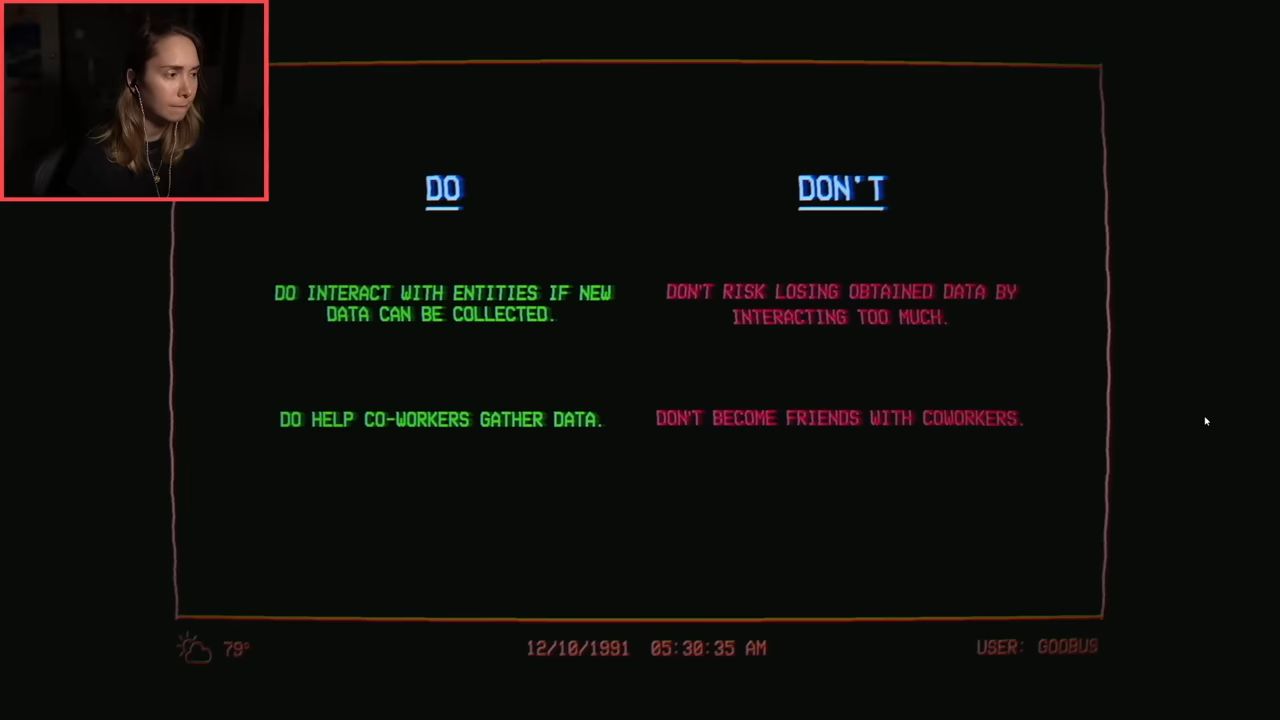 DO
DON'T
DO INTERACT WITH ENTITIES IF NEW
DATA CAN BE COLLECTED.
DON'T RISK LOSING OBTAINED DATA BY
INTERACTING TOO MUCH.
DO HELP CO-WORKERS GATHER DATA.
DON'T BECOME FRIENDS WITH COWORKERS.
79°
12/10/1991 05:30:35 AM
USER: GOOBUS